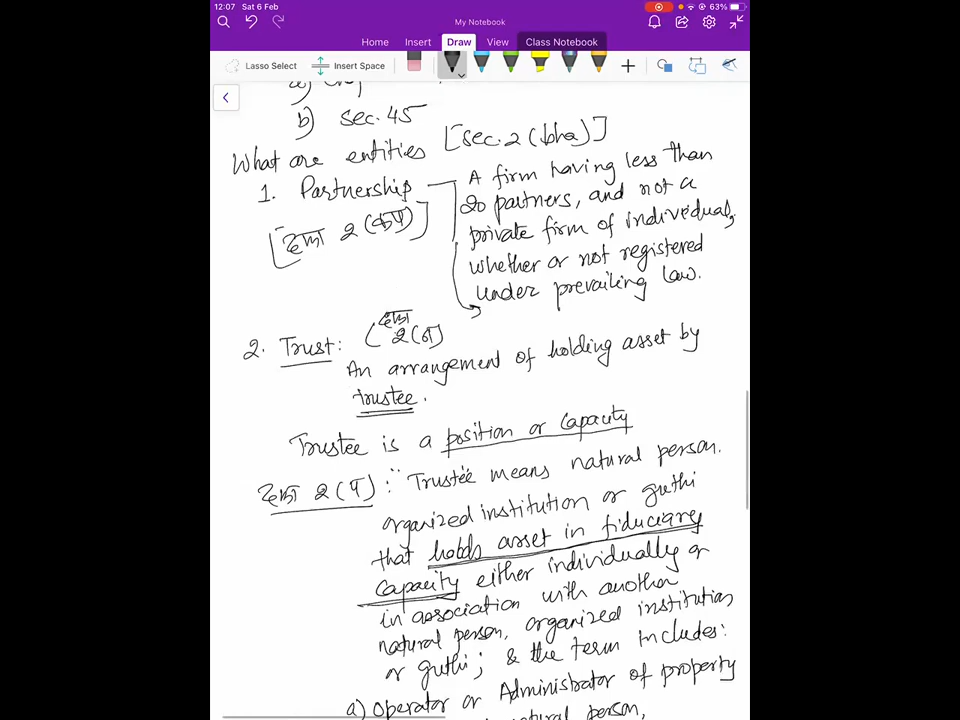 12:07 Sat 6 Feb
63%
My Notebook
Home Insert Draw View Class Notebook
Lasso Select Insert Space
a)
b) sec. 45
What are entities [sec. 2 (bha)]
1. Partnership
[दफा 2 (कप)]
A firm having less than
20 partners, and not a
private firm of individual,
whether or not registered
under prevailing law.
2. Trust: (दफा 2(त)
An arrangement of holding asset by
trustee.
Trustee is a position or capacity
दफा 2 (प) : Trustee means natural person.
organized institution or guthi
that holds asset in fiduciary
capacity either individually or
in association with another
natural person, organized institution
or guthi; & the term includes:
a) Operator or Administrator of property
natural person,